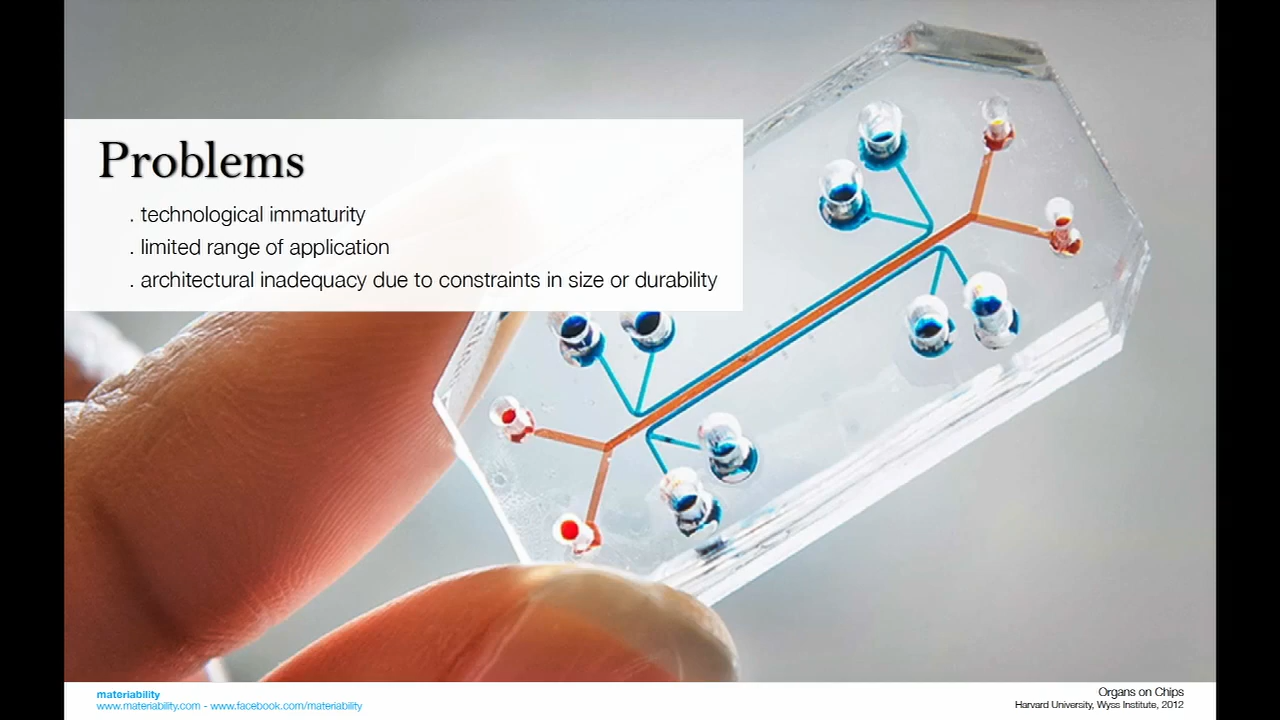 Problems
. technological immaturity
. limited range of application
. architectural inadequacy due to constraints in size or durability
materiability
www.materiability.com - www.facebook.com/materiability
Organs on Chips
Harvard University, Wyss Institute, 2012